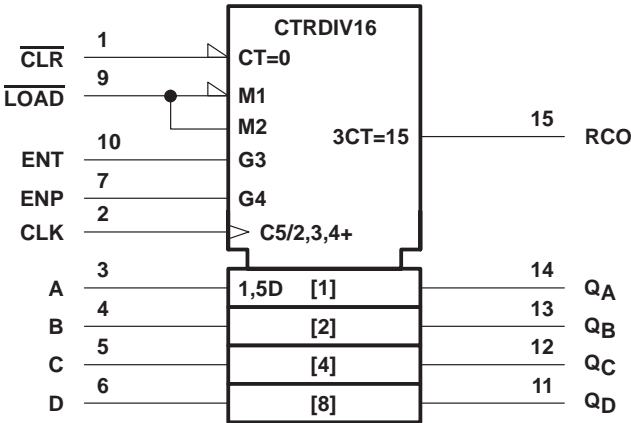 CTRDIV16
CLR 1 CT=0
LOAD 9 M1
M2
3CT=15 15 RCO
ENT 10 G3
ENP 7 G4
CLK 2 C5/2,3,4+
A 3 1,5D [1] 14 QA
B 4 [2] 13 QB
C 5 [4] 12 QC
D 6 [8] 11 QD